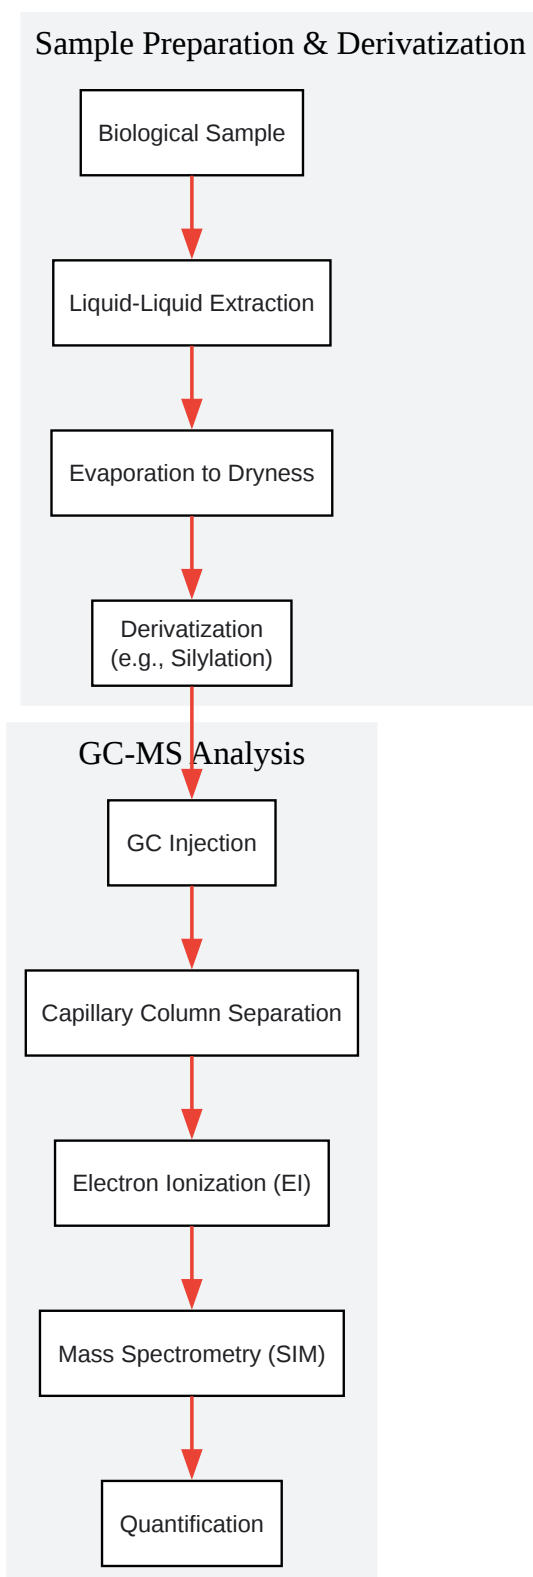 Sample Preparation & Derivatization
Biological Sample
Liquid-Liquid Extraction
Evaporation to Dryness
Derivatization
(e.g., Silylation)
GC-MS Analysis
GC Injection
Capillary Column Separation
Electron Ionization (EI)
Mass Spectrometry (SIM)
Quantification